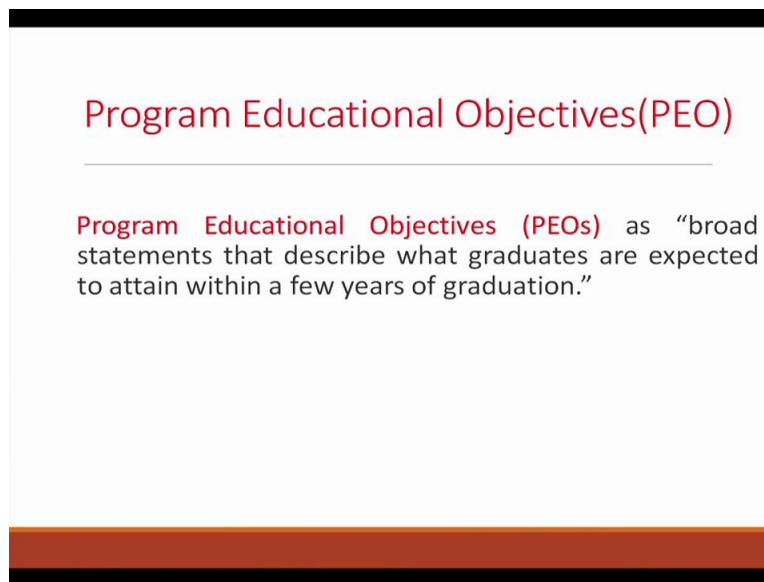 Program Educational Objectives(PEO)
Program Educational Objectives (PEOs) as “broad
statements that describe what graduates are expected
to attain within a few years of graduation.”